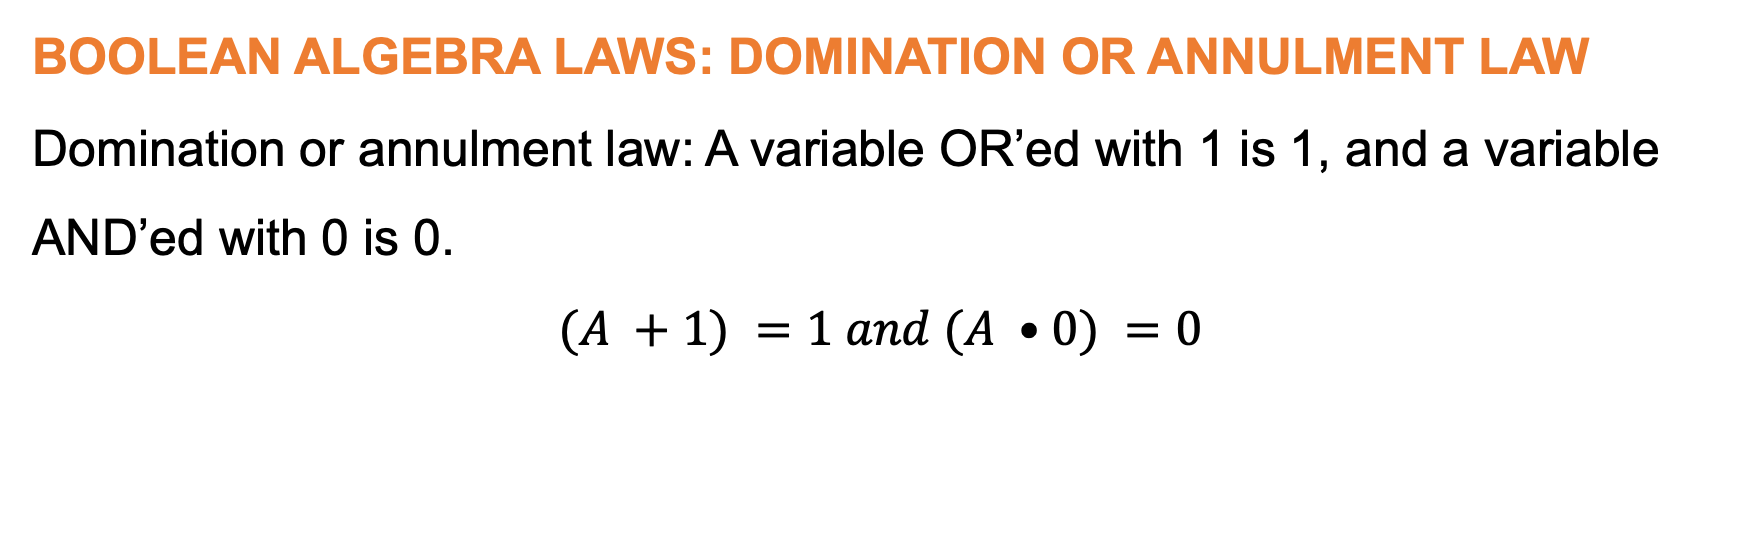 BOOLEAN ALGEBRA LAWS: DOMINATION OR ANNULMENT LAW
Domination or annulment law: A variable OR’ed with 1 is 1, and a variable
AND’ed with 0 is 0.
(A + 1) = 1 and (A • 0) = 0